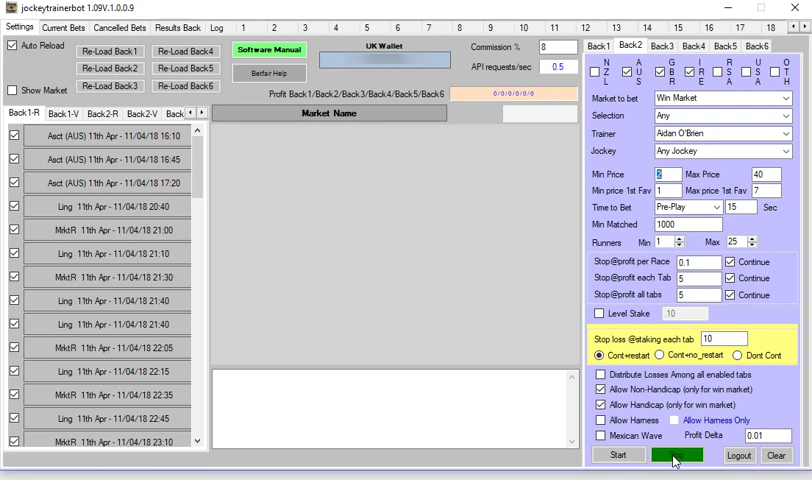 jockeytrainerbot 1.09V.1.0.0.9
Settings Current Bets Cancelled Bets Results Back Log 1 2 3 4 5 6 7 8 9 10 11 12 13 14 15 16 17 18
Auto Reload
Show Market
Re-Load Back1 Re-Load Back4
Re-Load Back2 Re-Load Back5
Re-Load Back3 Re-Load Back6
Software Manual
Betfair Help
UK Wallet
Commission % 8
API requests/sec 0.5
Profit Back1/Back2/Back3/Back4/Back5/Back6 0/0/0/0/0/0
Back1-R Back1-V Back2-R Back2-V Back
Market Name
Asct (AUS) 11th Apr - 11/04/18 16:10
Asct (AUS) 11th Apr - 11/04/18 16:45
Asct (AUS) 11th Apr - 11/04/18 17:20
Ling 11th Apr - 11/04/18 20:40
MrktR 11th Apr - 11/04/18 21:00
Ling 11th Apr - 11/04/18 21:10
MrktR 11th Apr - 11/04/18 21:30
Ling 11th Apr - 11/04/18 21:40
Ling 11th Apr - 11/04/18 21:40
MrktR 11th Apr - 11/04/18 22:05
Ling 11th Apr - 11/04/18 22:15
MrktR 11th Apr - 11/04/18 22:35
Ling 11th Apr - 11/04/18 22:45
MrktR 11th Apr - 11/04/18 23:10
Back1 Back2 Back3 Back4 Back5 Back6
NZL AUS GBR IRE RSA USA OTH
Market to bet Win Market
Selection Any
Trainer Aidan O'Brien
Jockey Any Jockey
Min Price 2 Max Price 40
Min price 1st Fav 1 Max price 1st Fav 7
Time to Bet Pre-Play 15 Sec
Min Matched 1000
Runners Min 1 Max 25
Stop@profit per Race 0.1 Continue
Stop@profit each Tab 5 Continue
Stop@profit all tabs 5 Continue
Level Stake .10
Stop loss @staking each tab 10
Cont+restart Cont+no_restart Dont Cont
Distribute Losses Among all enabled tabs
Allow Non-Handicap (only for win market)
Allow Handicap (only for win market)
Allow Harness Allow Harness Only
Mexican Wave Profit Delta 0.01
Start Stop Logout Clear